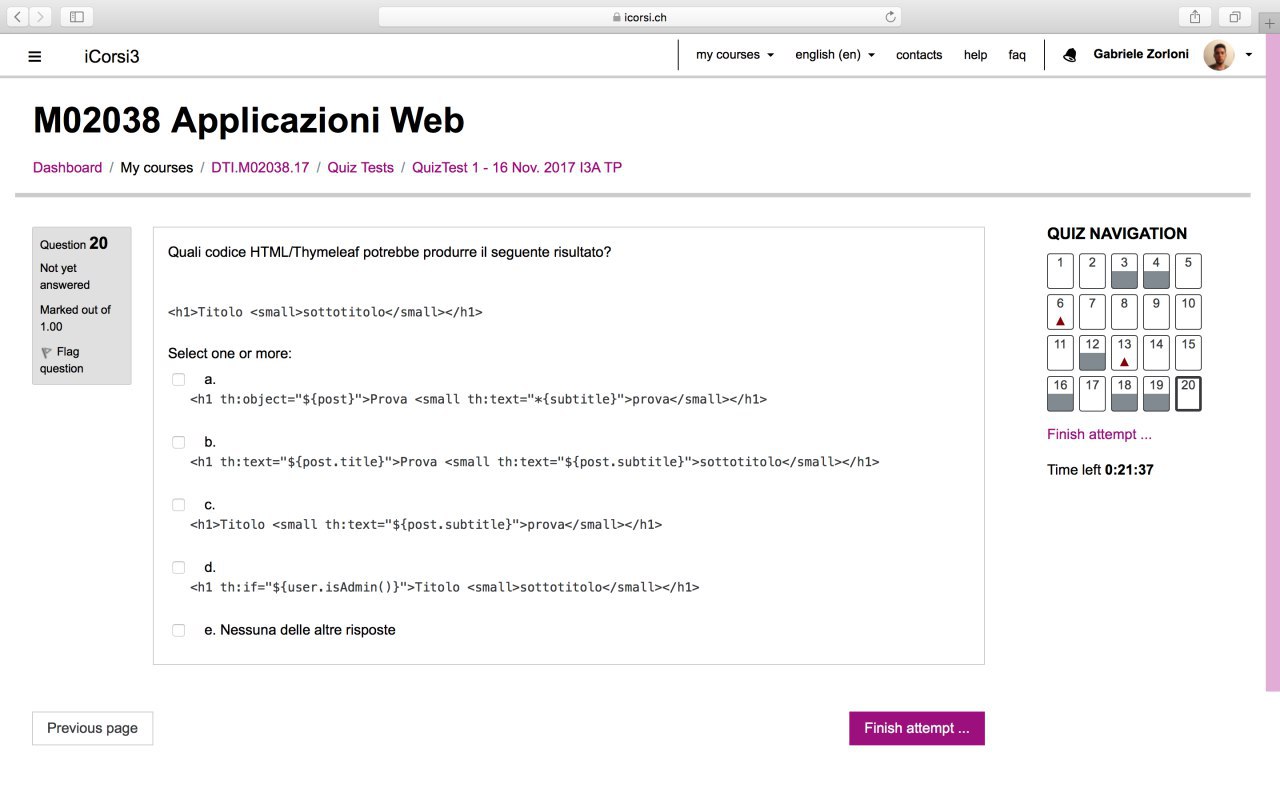 icorsi.ch
iCorsi3
my courses
english (en)
contacts
help
faq
Gabriele Zorloni
M02038 Applicazioni Web
Dashboard / My courses / DTI.M02038.17 / Quiz Tests / QuizTest 1 - 16 Nov. 2017 I3A TP
Question 20
Not yet
answered
Marked out of
1.00
Flag
question
Quali codice HTML/Thymeleaf potrebbe produrre il seguente risultato?
<h1>Titolo <small>sottotitolo</small></h1>
Select one or more:
a.
<h1 th:object="${post}">Prova <small th:text="*{subtitle}">prova</small></h1>
b.
<h1 th:text="${post.title}">Prova <small th:text="${post.subtitle}">sottotitolo</small></h1>
c.
<h1>Titolo <small th:text="${post.subtitle}">prova</small></h1>
d.
<h1 th:if="${user.isAdmin()}">Titolo <small>sottotitolo</small></h1>
e. Nessuna delle altre risposte
QUIZ NAVIGATION
1 2 3 4 5
6 7 8 9 10
11 12 13 14 15
16 17 18 19 20
Finish attempt ...
Time left 0:21:37
Previous page
Finish attempt ...